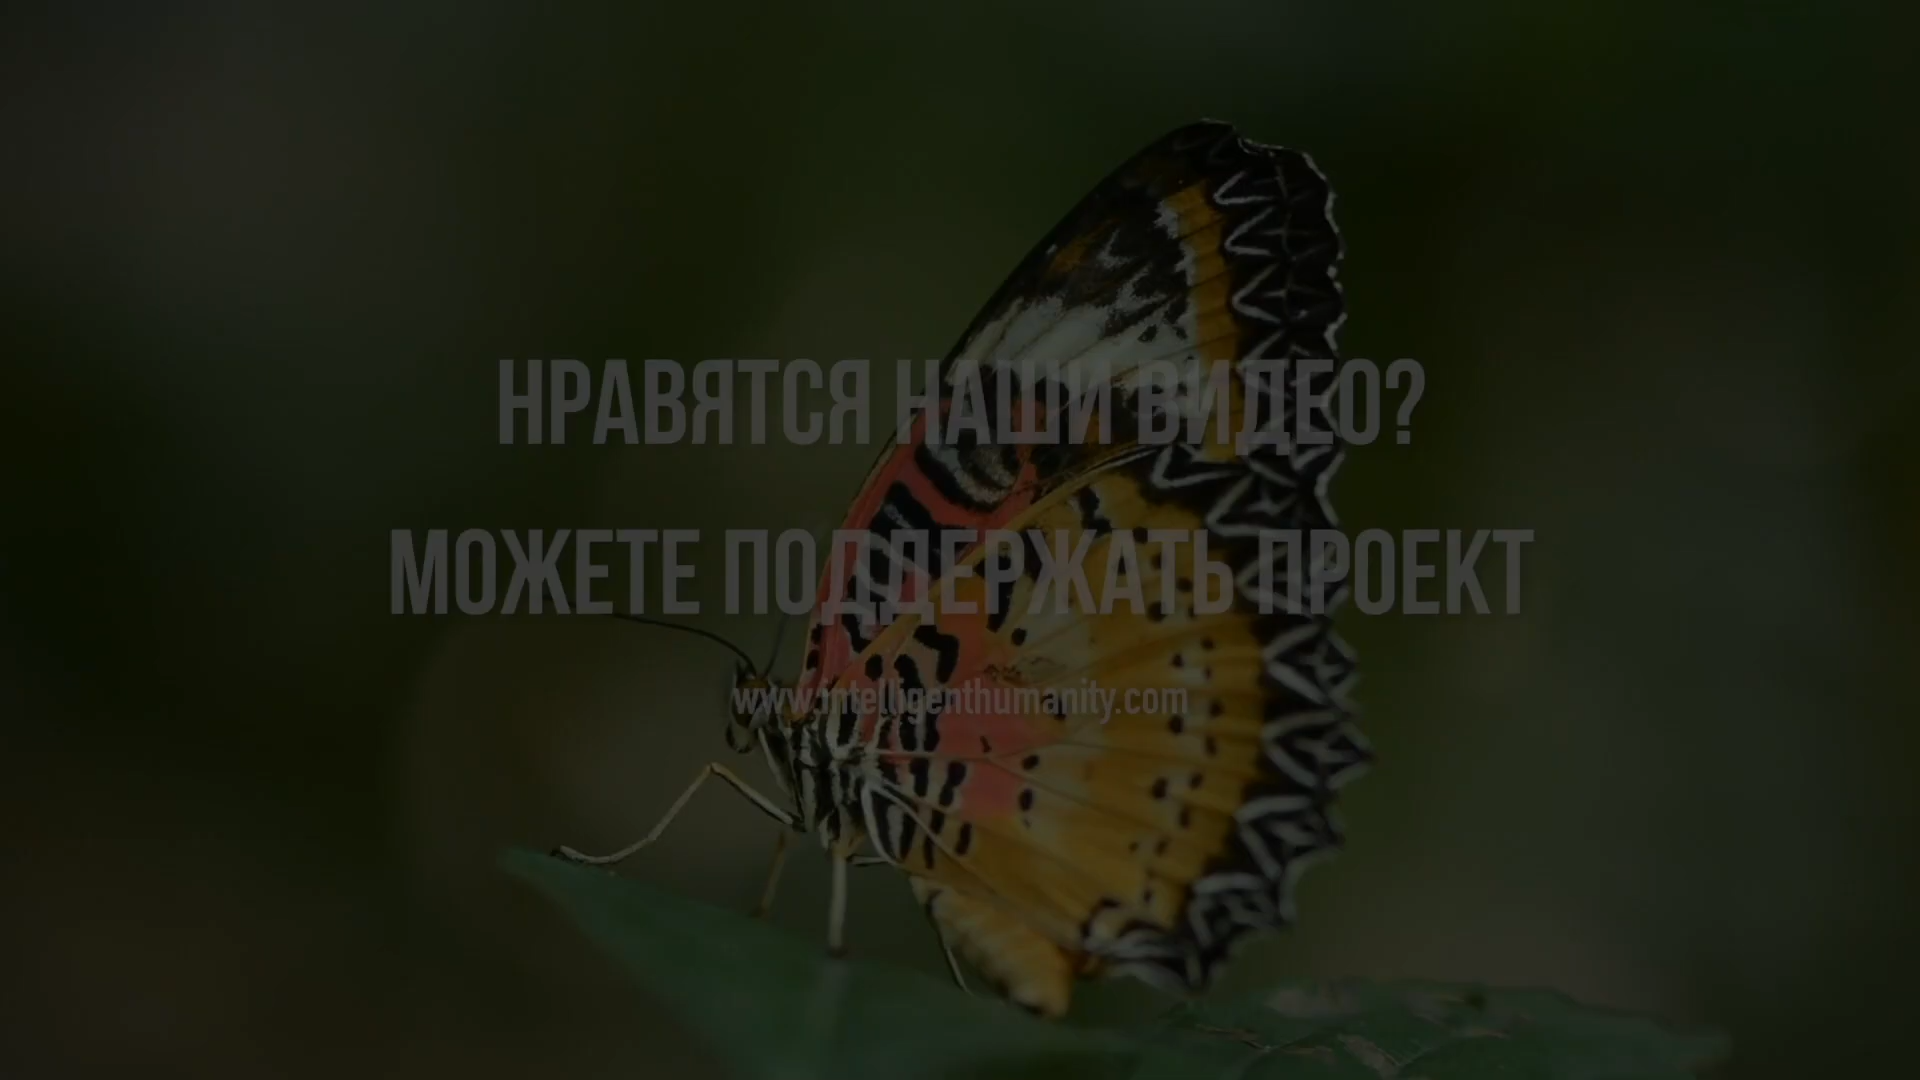 НРАВЯТСЯ НАШИ ВИДЕО?
МОЖЕТЕ ПОДДЕРЖАТЬ ПРОЕКТ
www.intelligenthumanity.com